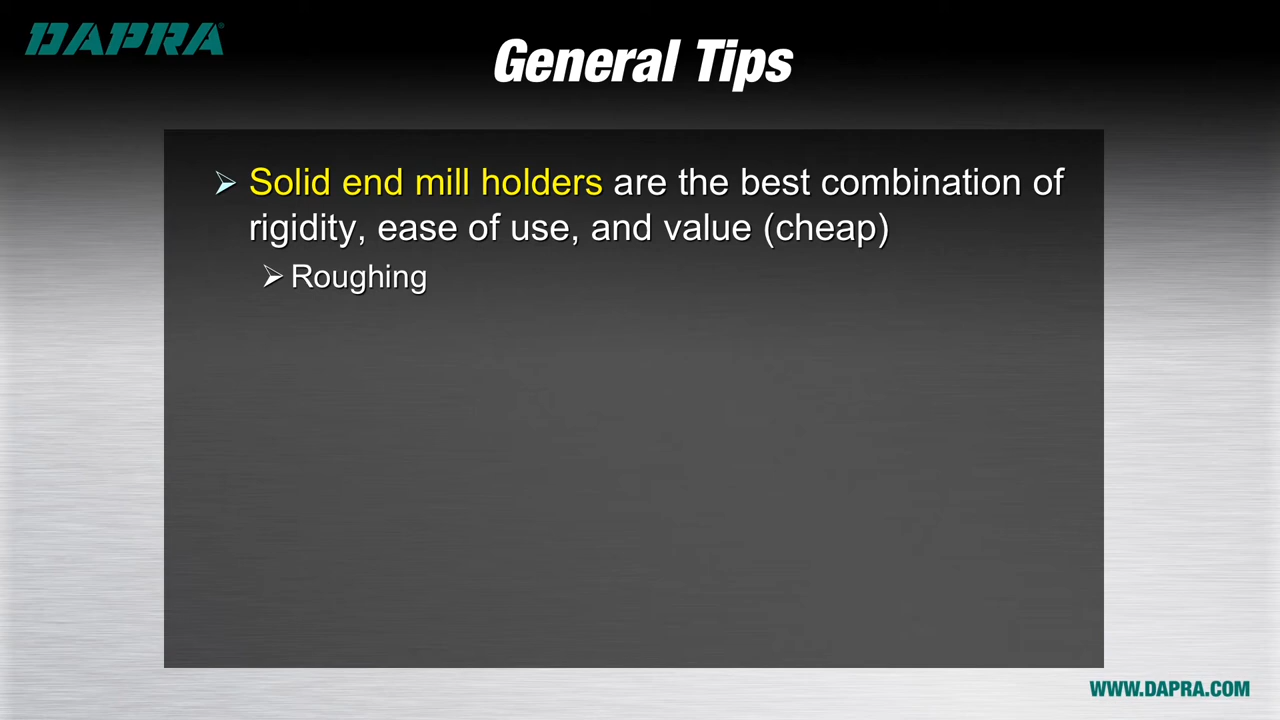 DAPRA
General Tips
Solid end mill holders are the best combination of
rigidity, ease of use, and value (cheap)
Roughing
WWW.DAPRA.COM